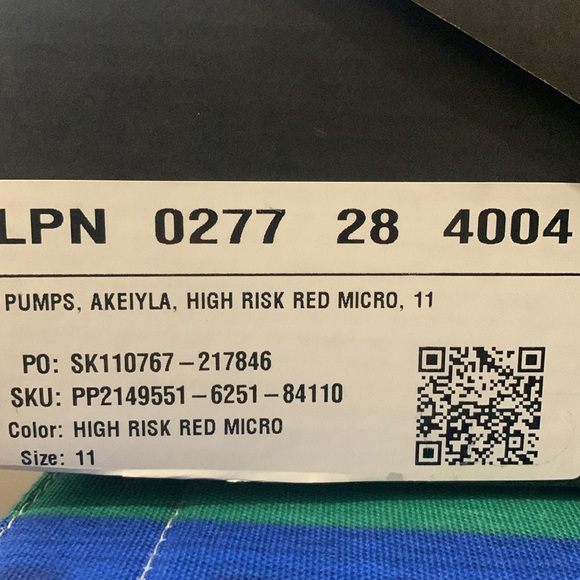 LPN 0277 28 4004
PUMPS, AKEIYLA, HIGH RISK RED MICRO, 11
PO: SK110767-217846
SKU: PP2149551-6251-84110
Color: HIGH RISK RED MICRO
Size: 11